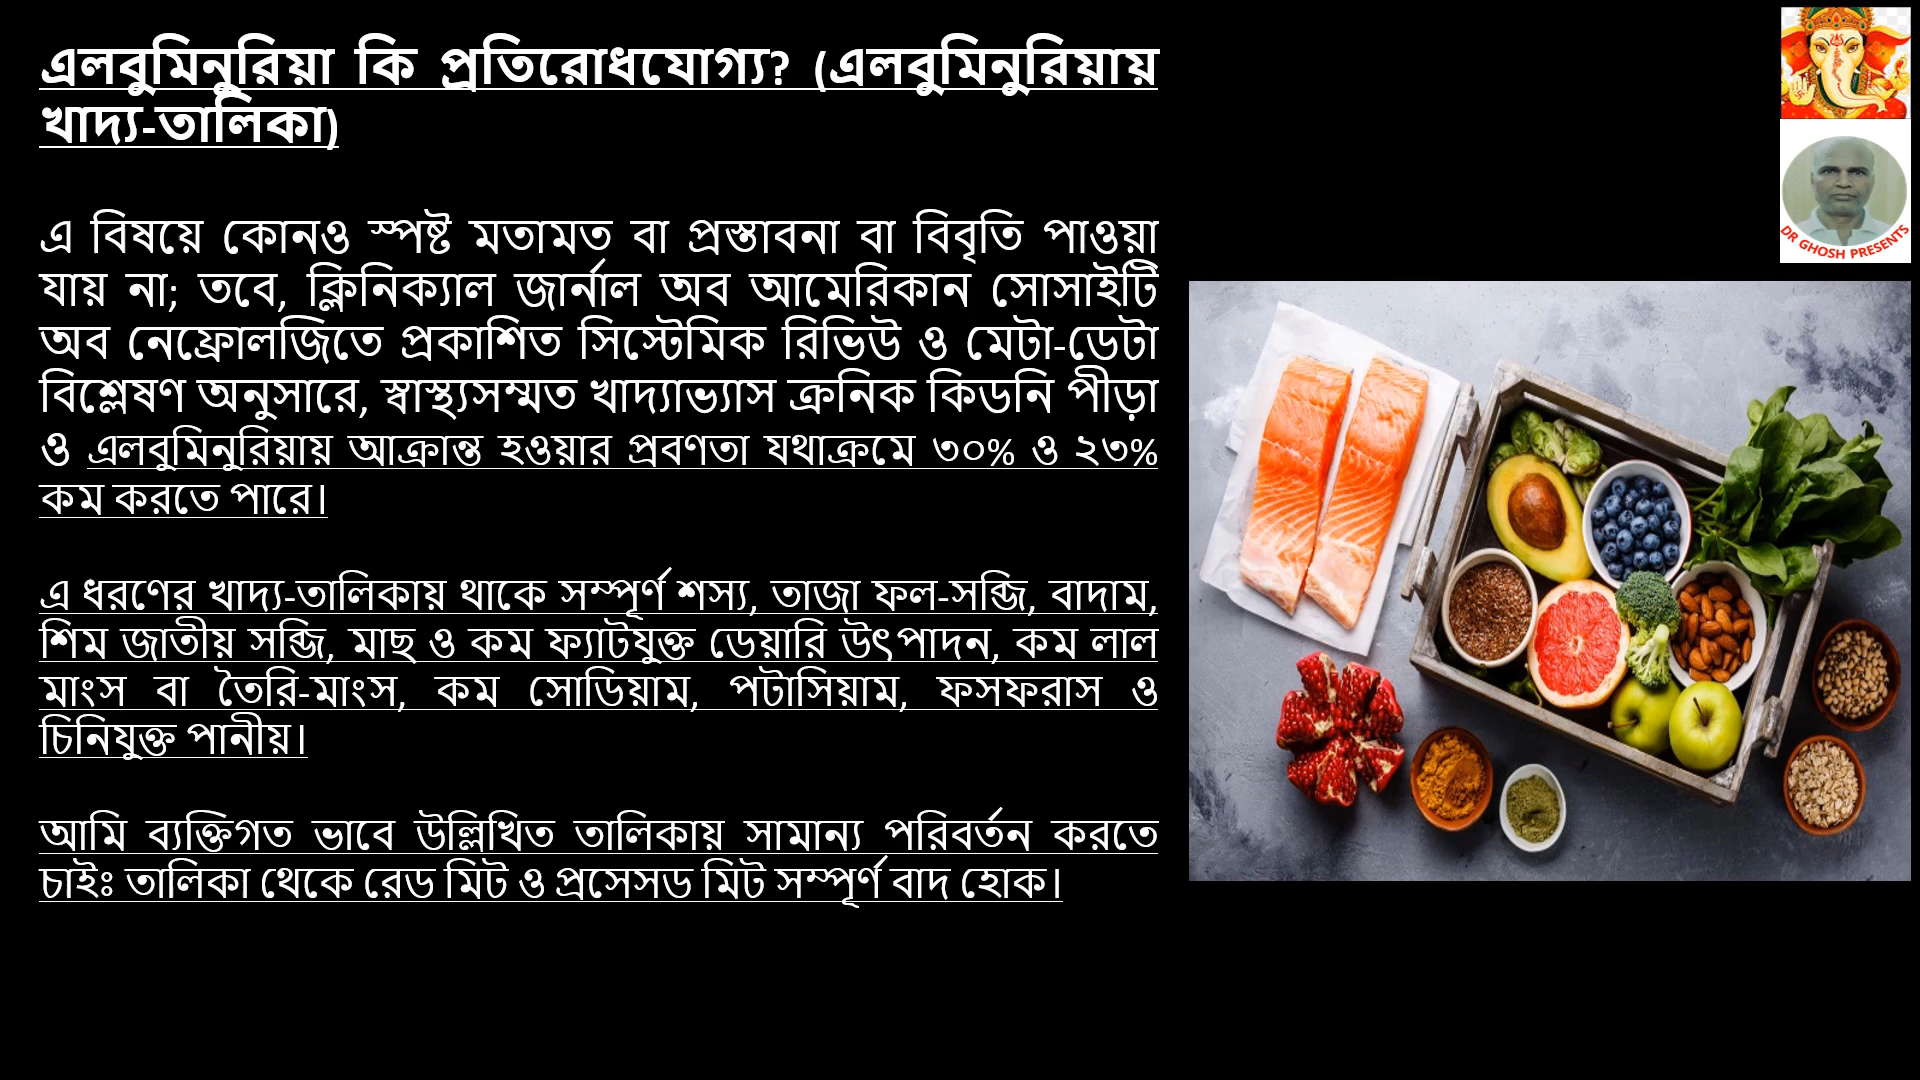 এলবুমিনুরিয়া কি প্রতিরোধযোগ্য? (এলবুমিনুরিয়ায়
খাদ্য-তালিকা)
এ বিষয়ে কোনও স্পষ্ট মতামত বা প্রস্তাবনা বা বিবৃতি পাওয়া
যায় না; তবে, ক্লিনিক্যাল জার্নাল অব আমেরিকান সোসাইটি
অব নেফ্রোলজিতে প্রকাশিত সিস্টেমিক রিভিউ ও মেটা-ডেটা
বিশ্লেষণ অনুসারে, স্বাস্থ্যসম্মত খাদ্যাভ্যাস ক্রনিক কিডনি পীড়া
ও এলবুমিনুরিয়ায় আক্রান্ত হওয়ার প্রবণতা যথাক্রমে ৩০% ও ২৩%
কম করতে পারে।
এ ধরণের খাদ্য-তালিকায় থাকে সম্পূর্ণ শস্য, তাজা ফল-সব্জি, বাদাম,
শিম জাতীয় সব্জি, মাছ ও কম ফ্যাটযুক্ত ডেয়ারি উৎপাদন, কম লাল
মাংস বা তৈরি-মাংস, কম সোডিয়াম, পটাসিয়াম, ফসফরাস ও
চিনিযুক্ত পানীয়।
আমি ব্যক্তিগত ভাবে উল্লিখিত তালিকায় সামান্য পরিবর্তন করতে
চাইঃ তালিকা থেকে রেড মিট ও প্রসেসড মিট সম্পূর্ণ বাদ হোক।
DR GHOSH PRESENTS